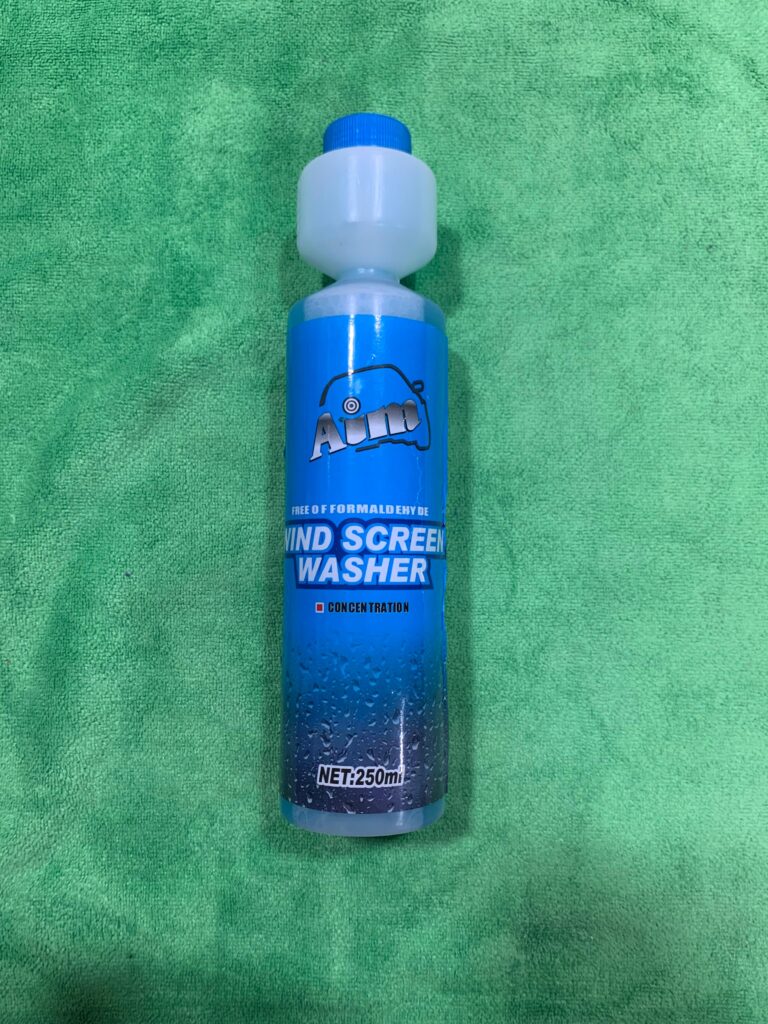 Aim
FREE OF FORMALDEHYDE
WIND SCREEN
WASHER
CONCENTRATION
NET:250ml